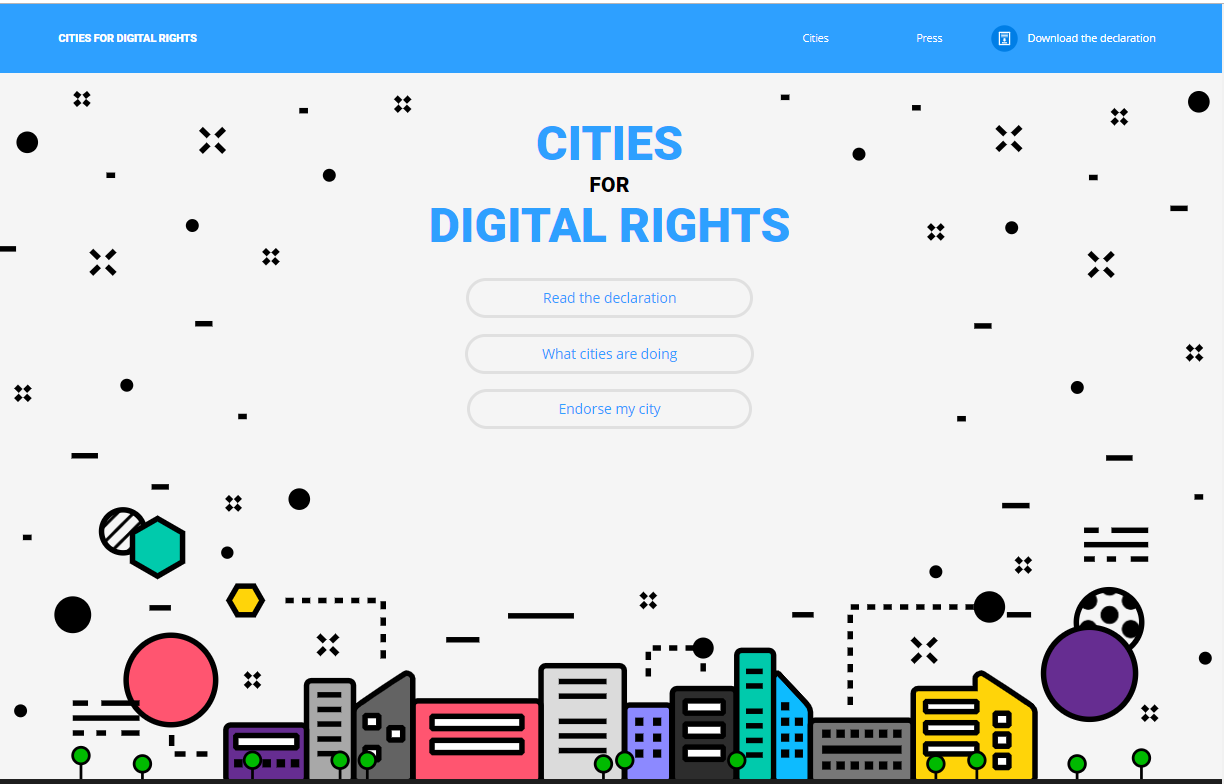 CITIES FOR DIGITAL RIGHTS
Cities
Press
Download the declaration
CITIES
FOR
DIGITAL RIGHTS
Read the declaration
What cities are doing
Endorse my city